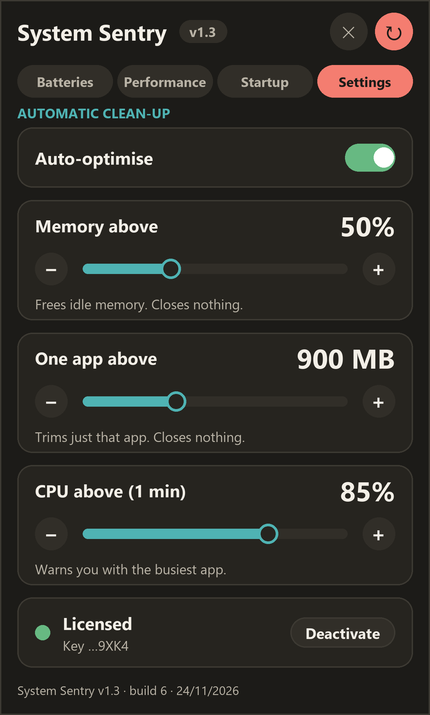 System Sentry v1.3
Batteries Performance Startup Settings
AUTOMATIC CLEAN-UP
Auto-optimise
Memory above 50%
− +
Frees idle memory. Closes nothing.
One app above 900 MB
− +
Trims just that app. Closes nothing.
CPU above (1 min) 85%
− +
Warns you with the busiest app.
Licensed
Key ...9XK4
Deactivate
System Sentry v1.3 · build 6 · 24/11/2026